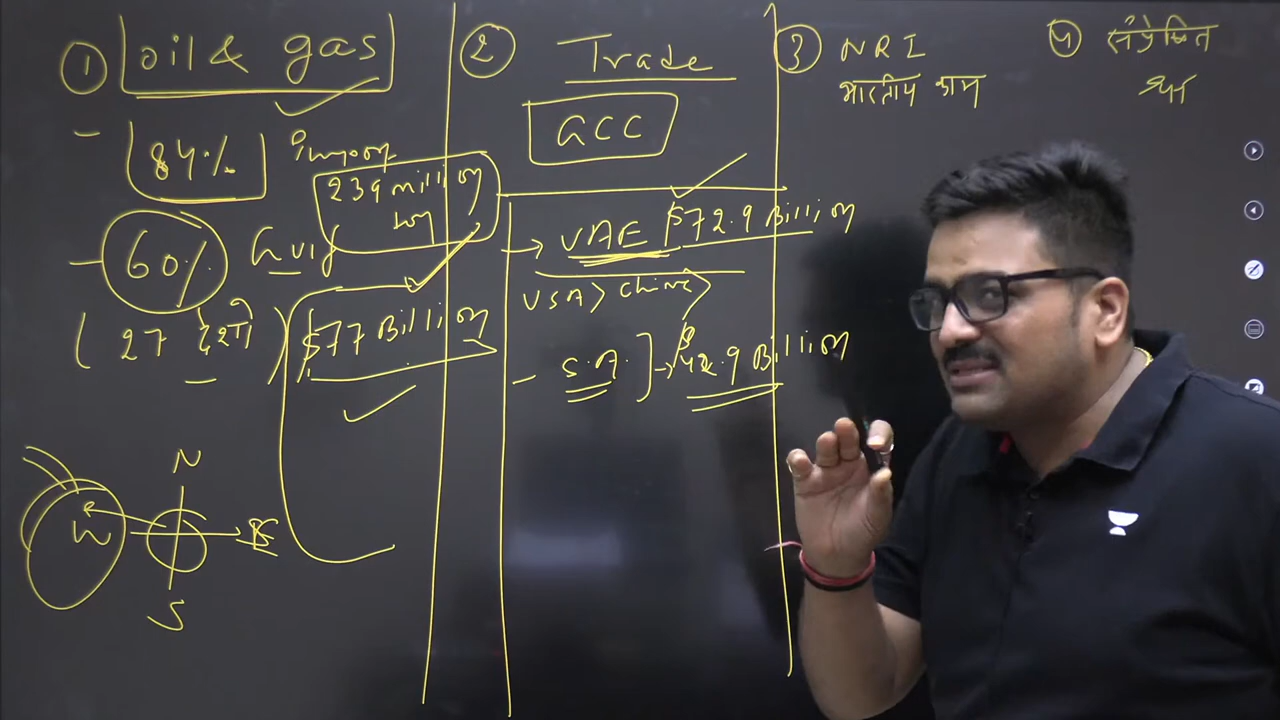 ① oil & gas
- 84% import
239 million
ton
- 60% Gulf
( 27 देशों ) $77 Billion
N
W
E
S
② Trade
GCC
→ UAE $72.9 Billion
USA > China >
- S.A. ] → 42.9 Billion
③ NRI
भारतीय काम
④ संप्रेषित